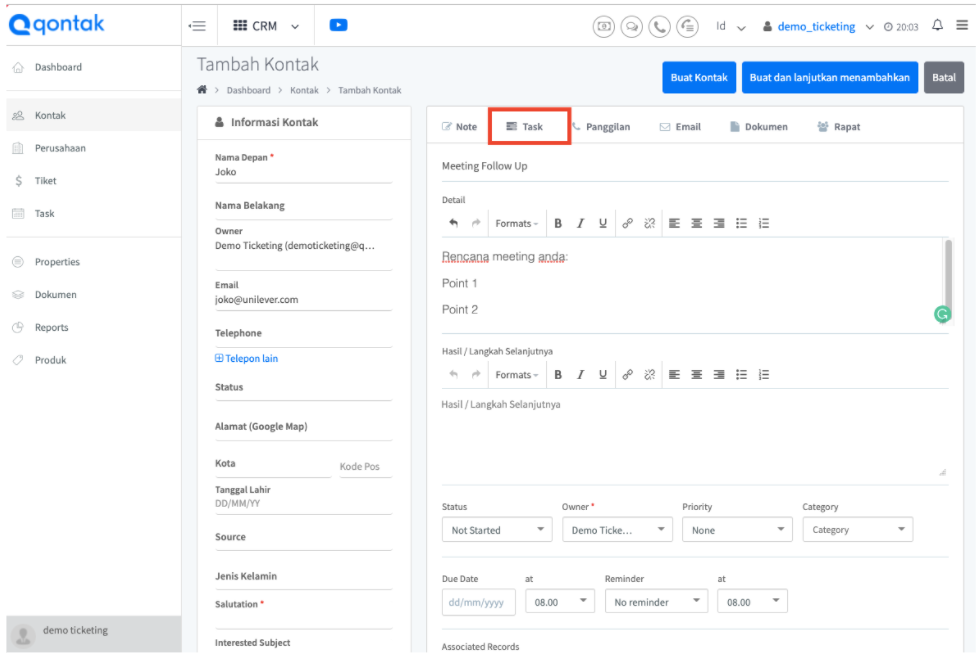 qontak
CRM
Id
demo_ticketing
20:03
Dashboard
Kontak
Perusahaan
Tiket
Task
Properties
Dokumen
Reports
Produk
demo ticketing
Tambah Kontak
> Dashboard > Kontak > Tambah Kontak
Buat Kontak
Buat dan lanjutkan menambahkan
Batal
Informasi Kontak
Nama Depan *
Joko
Nama Belakang
Owner
Demo Ticketing (demoticketing@q...
Email
joko@unilever.com
Telephone
Telepon lain
Status
Alamat (Google Map)
Kota
Kode Pos
Tanggal Lahir
DD/MM/YY
Source
Jenis Kelamin
Salutation *
Interested Subject
Note
Task
Panggilan
Email
Dokumen
Rapat
Meeting Follow Up
Detail
Formats B I U
Rencana meeting anda:
Point 1
Point 2
Hasil / Langkah Selanjutnya
Formats B I U
Hasil / Langkah Selanjutnya
Status Owner * Priority Category
Not Started Demo Ticke... None Category
Due Date at Reminder at
dd/mm/yyyy 08.00 No reminder 08.00
Associated Records